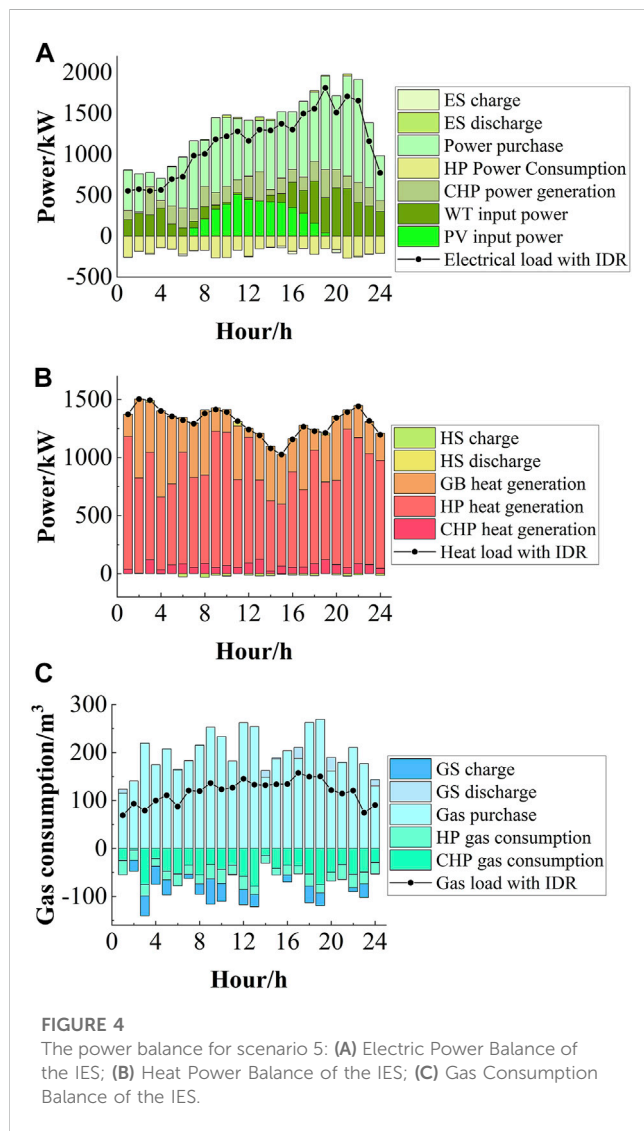 A
2000
1500
1000
500
0
-500
Power/kW
0 4 8 12 16 20 24
Hour/h
ES charge
ES discharge
Power purchase
HP Power Consumption
CHP power generation
WT input power
PV input power
Electrical load with IDR
B
1500
1000
500
0
Power/kW
0 4 8 12 16 20 24
Hour/h
HS charge
HS discharge
GB heat generation
HP heat generation
CHP heat generation
Heat load with IDR
C
300
200
100
0
-100
Gas consumption/m³
0 4 8 12 16 20 24
Hour/h
GS charge
GS discharge
Gas purchase
HP gas consumption
CHP gas consumption
Gas load with IDR
FIGURE 4
The power balance for scenario 5: (A) Electric Power Balance of
the IES; (B) Heat Power Balance of the IES; (C) Gas Consumption
Balance of the IES.